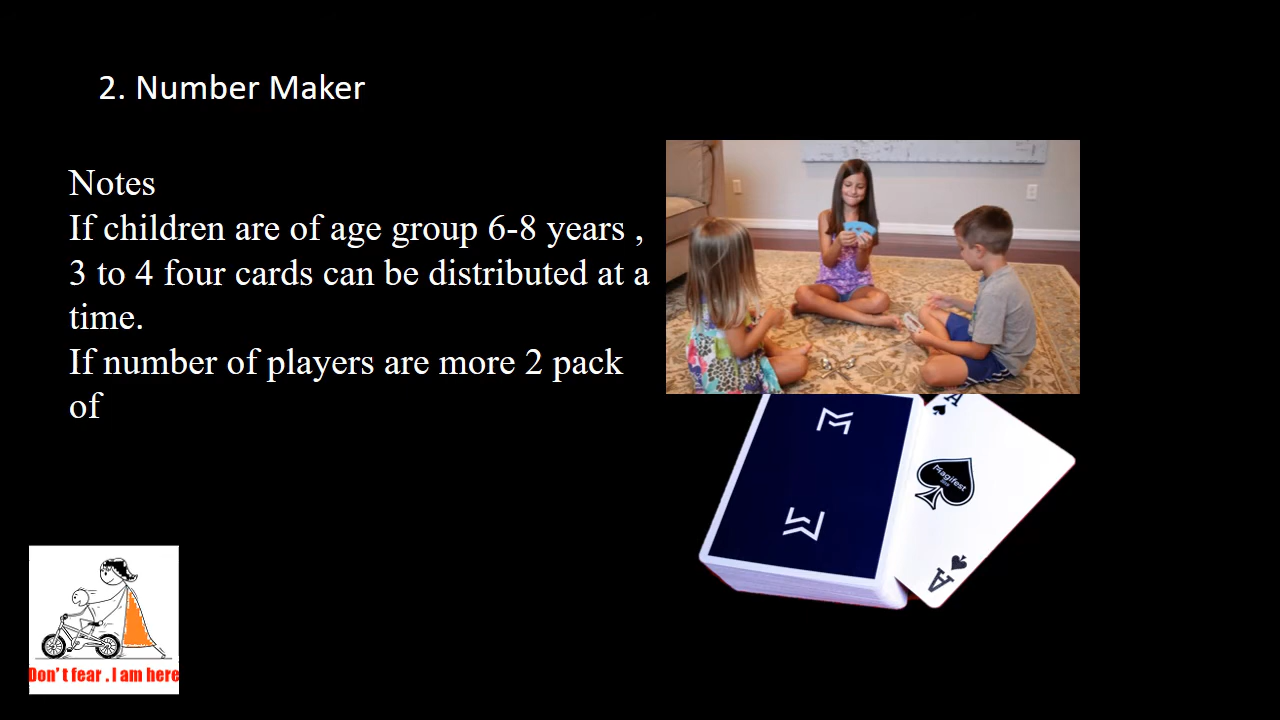 2. Number Maker
Notes
If children are of age group 6-8 years ,
3 to 4 four cards can be distributed at a
time.
If number of players are more 2 pack
of
A
Magifest
A
Don't fear . I am here